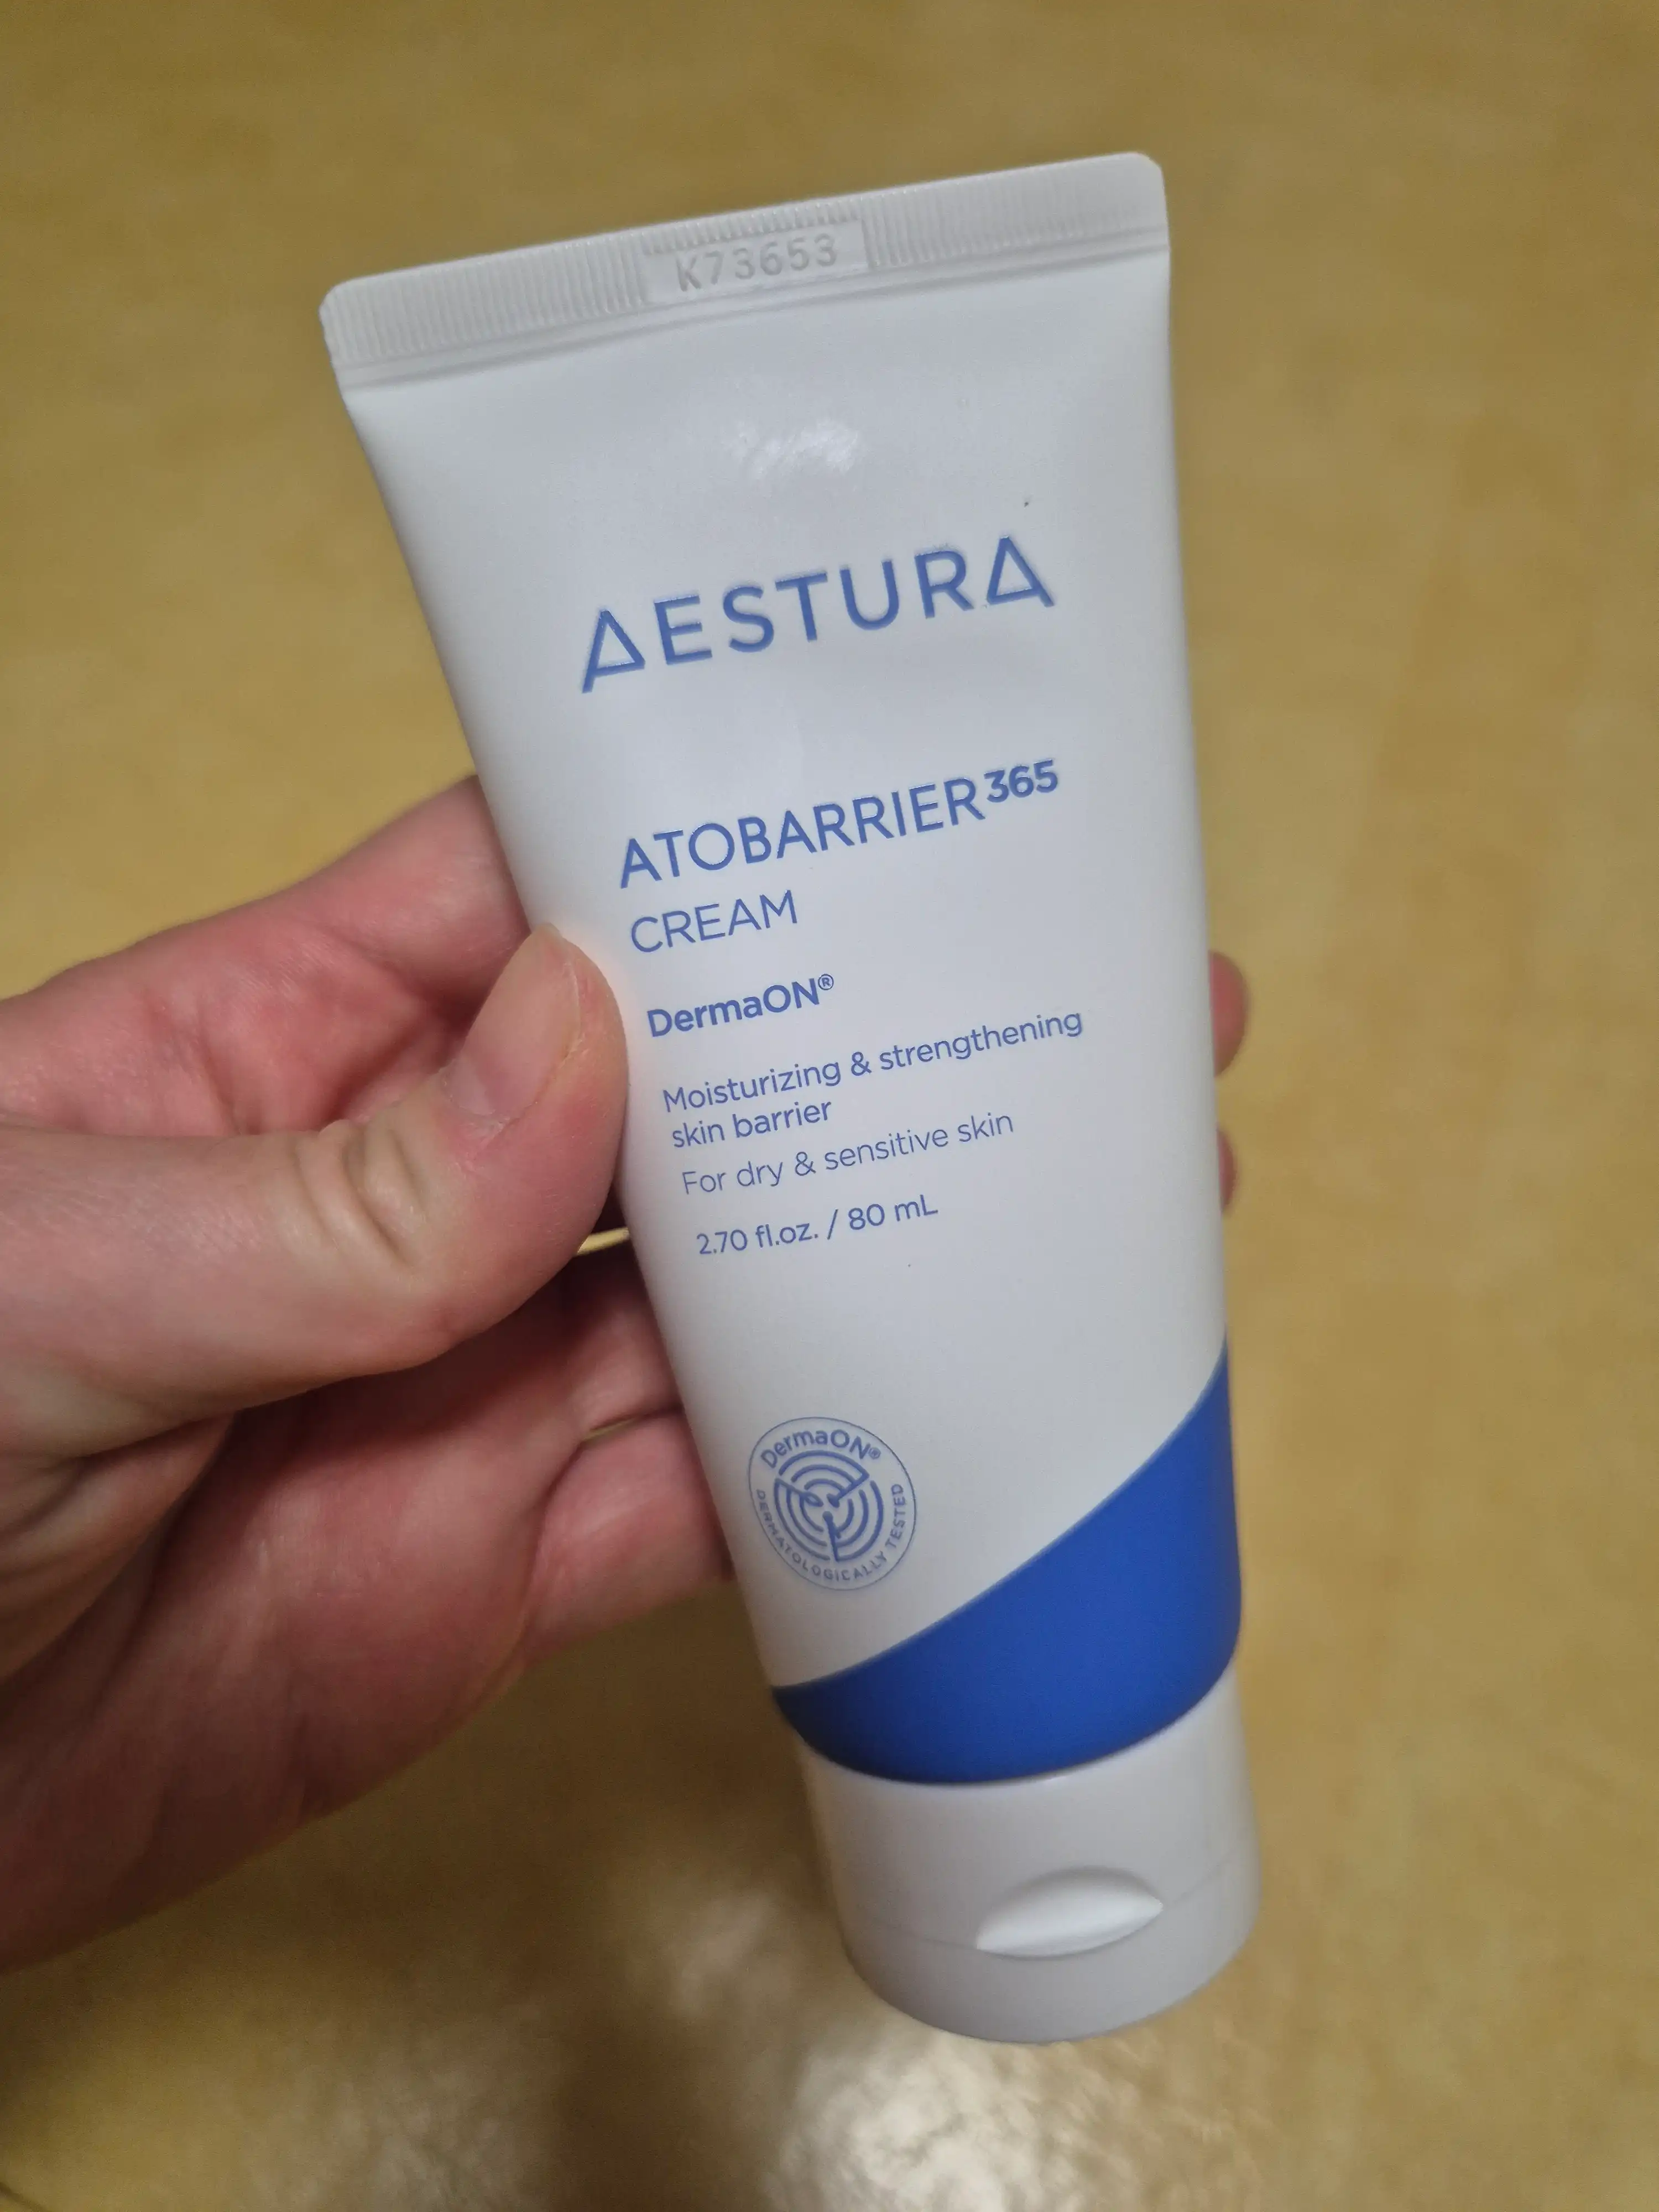 K73653
AESTURA
ATOBARRIER365
CREAM
DermaON®
Moisturizing & strengthening
skin barrier
For dry & sensitive skin
2.70 fl.oz. / 80 mL
DermaON®
DERMATOLOGICALLY TESTED